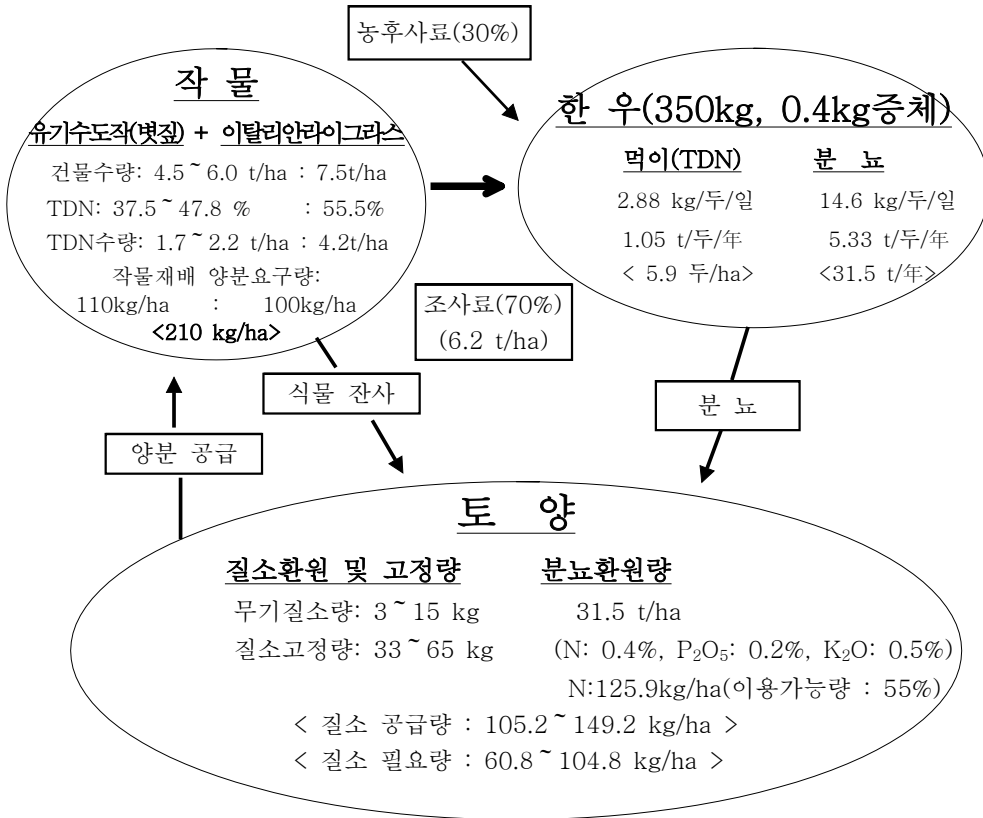 농후사료(30%)
작 물
유기수도작(볏짚) + 이탈리안라이그라스
건물수량: 4.5~6.0 t/ha : 7.5t/ha
TDN: 37.5~47.8 % : 55.5%
TDN수량: 1.7~2.2 t/ha : 4.2t/ha
작물재배 양분요구량:
110kg/ha : 100kg/ha
<210 kg/ha>
한 우(350kg, 0.4kg증체)
먹이(TDN) 분 뇨
2.88 kg/두/일 14.6 kg/두/일
1.05 t/두/年 5.33 t/두/年
< 5.9 두/ha> <31.5 t/年>
조사료(70%)
(6.2 t/ha)
식물 잔사
분 뇨
양분 공급
토 양
질소환원 및 고정량 분뇨환원량
무기질소량: 3~15 kg 31.5 t/ha
질소고정량: 33~65 kg (N: 0.4%, P₂O₅: 0.2%, K₂O: 0.5%)
N:125.9kg/ha(이용가능량 : 55%)
< 질소 공급량 : 105.2~149.2 kg/ha >
< 질소 필요량 : 60.8~104.8 kg/ha >